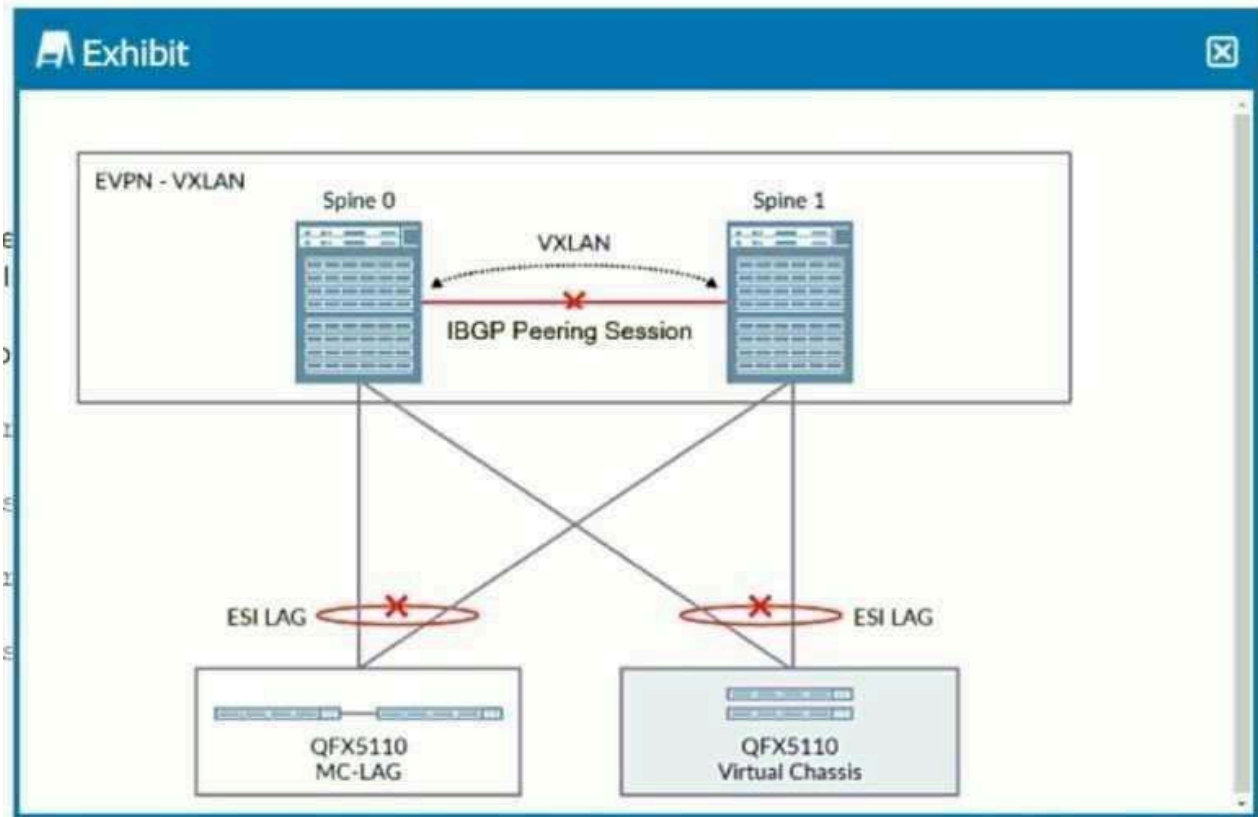 Exhibit
EVPN - VXLAN
Spine 0
Spine 1
VXLAN
IBGP Peering Session
ESI LAG
ESI LAG
QFX5110
MC-LAG
QFX5110
Virtual Chassis